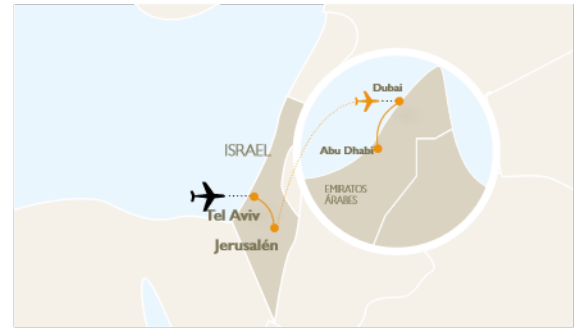 Dubai
ISRAEL
Abu Dhabi
EMIRATOS
ÁRABES
Tel Aviv
Jerusalén